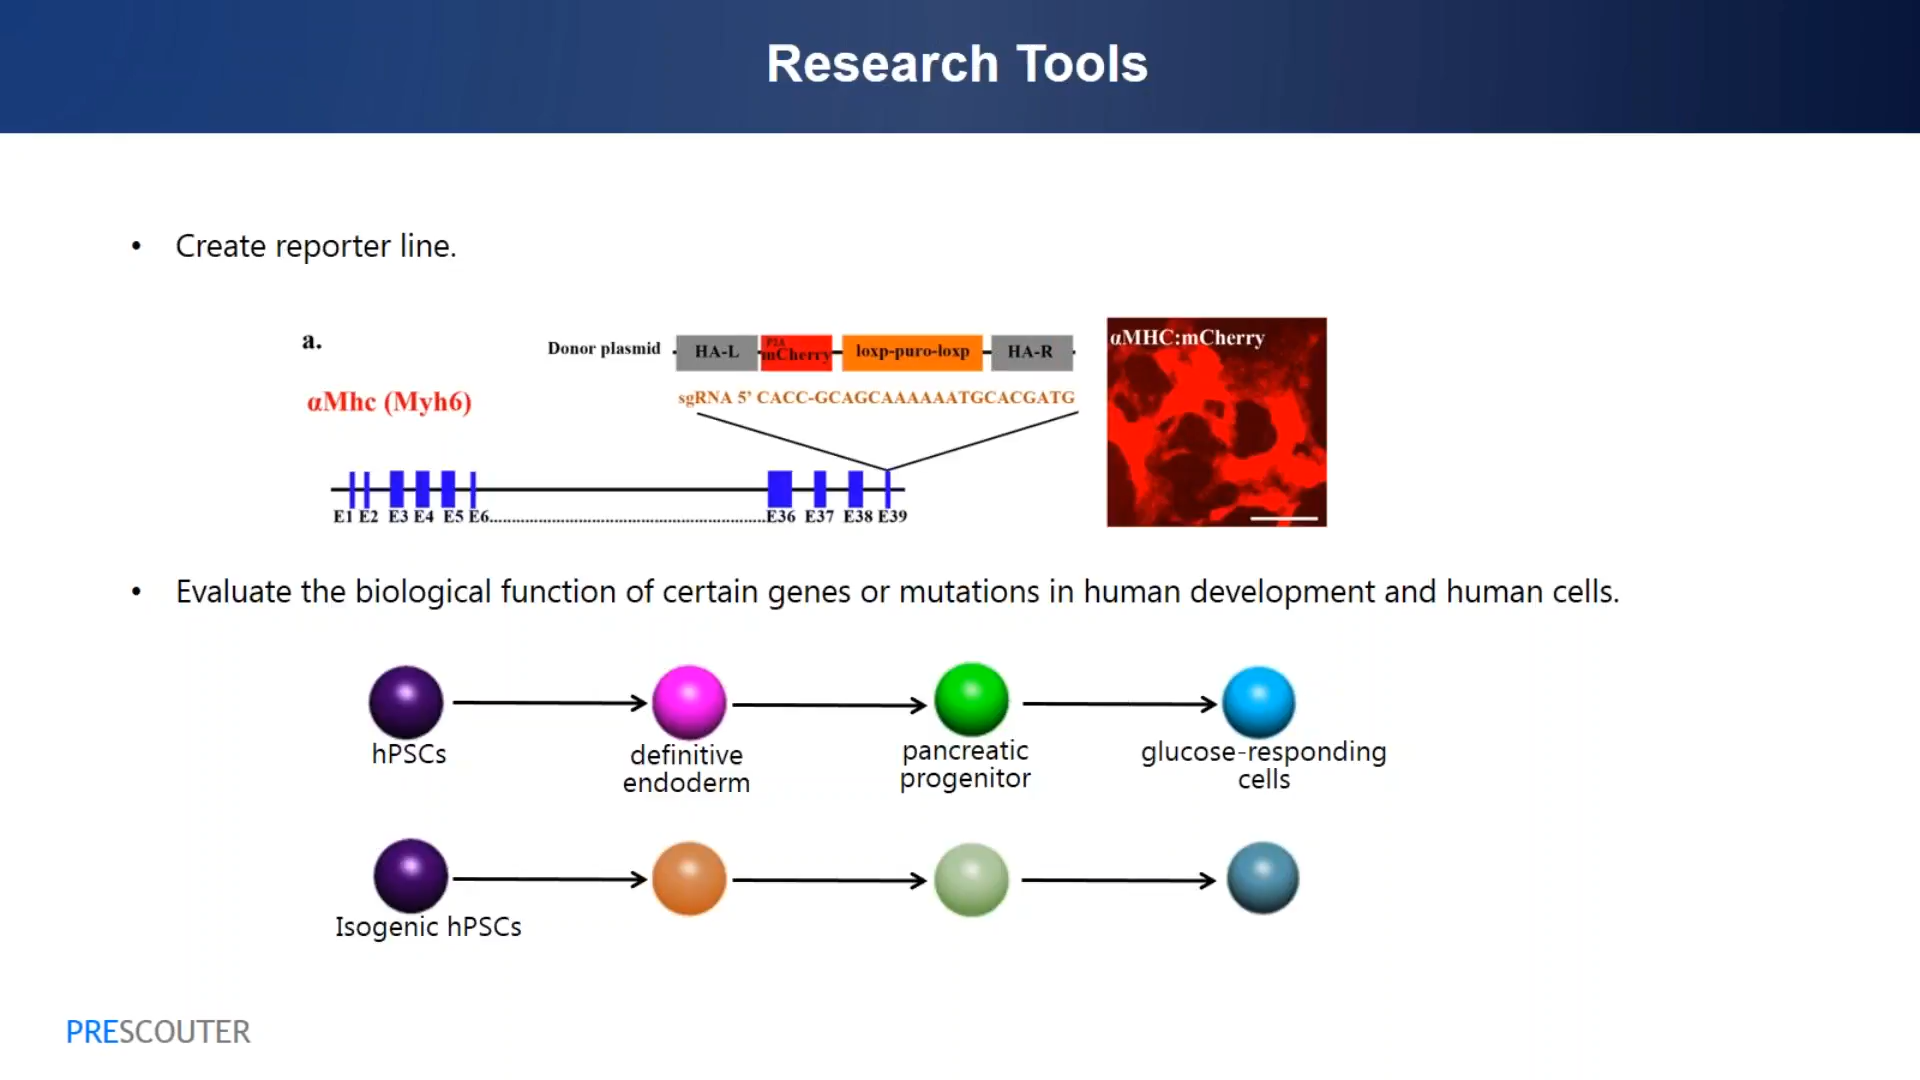 Research Tools
• Create reporter line.
a.
Donor plasmid HA-L P2A mCherry loxp-puro-loxp HA-R
αMHC:mCherry
αMhc (Myh6)
sgRNA 5’ CACC-GCAGCAAAAAATGCACGATG
E1 E2 E3 E4 E5 E6......E36 E37 E38 E39
• Evaluate the biological function of certain genes or mutations in human development and human cells.
hPSCs
definitive
endoderm
pancreatic
progenitor
glucose-responding
cells
Isogenic hPSCs
PRESCOUTER